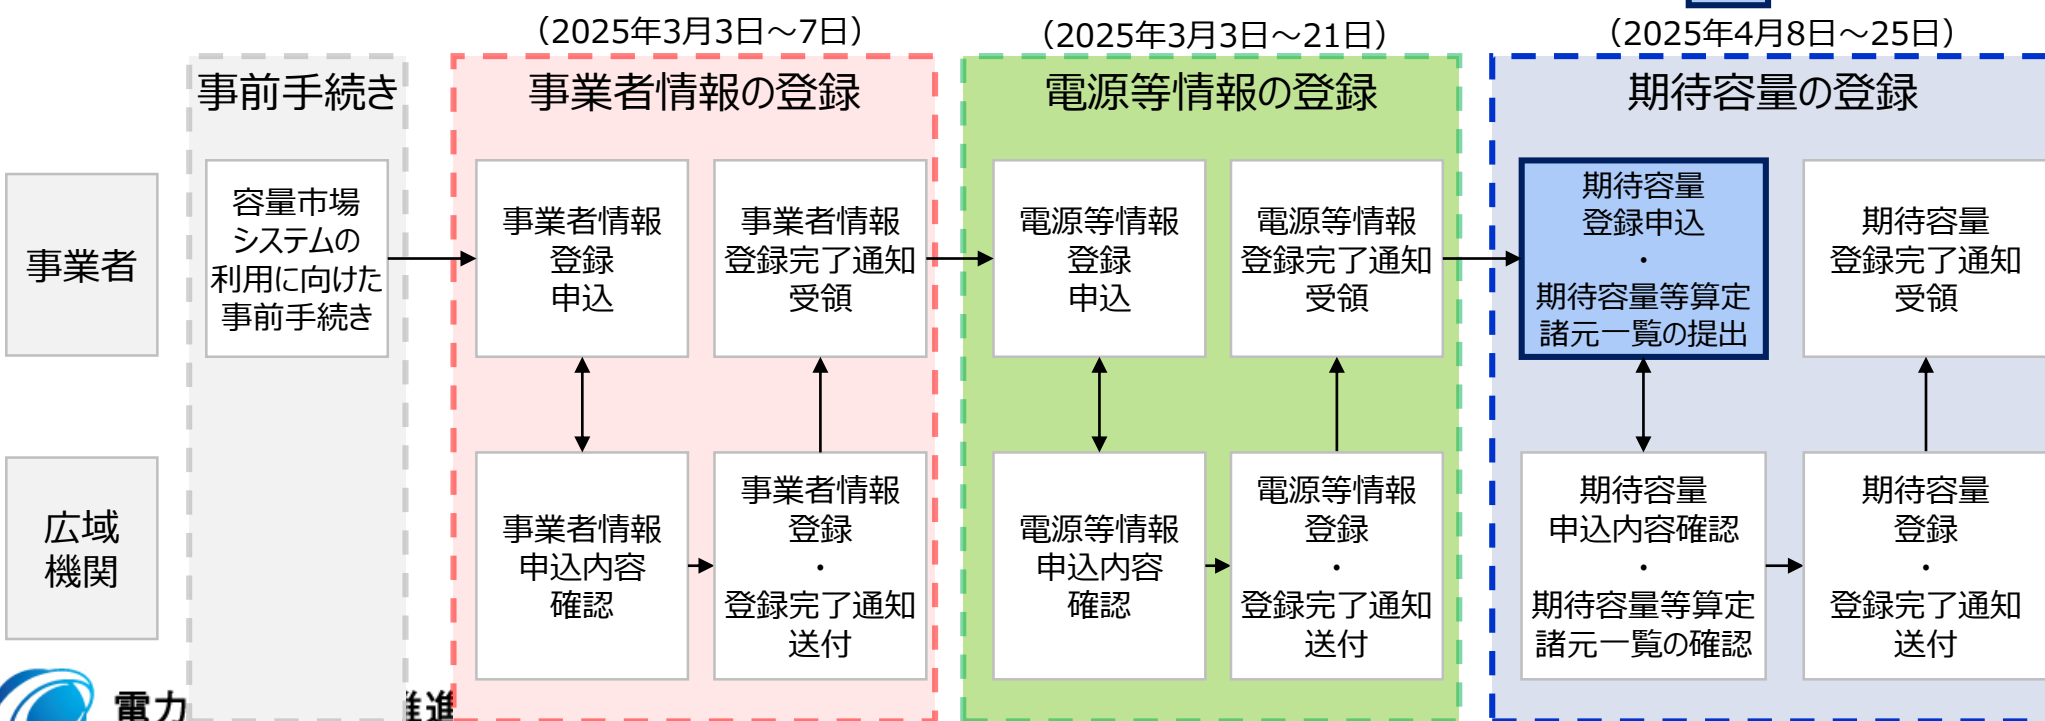 （2025年3月3日～7日）
（2025年3月3日～21日）
（2025年4月8日～25日）
事前手続き
事業者情報の登録
電源等情報の登録
期待容量の登録
事業者
容量市場
システムの
利用に向けた
事前手続き
事業者情報
登録
申込
事業者情報
登録完了通知
受領
電源等情報
登録
申込
電源等情報
登録完了通知
受領
期待容量
登録申込
・
期待容量等算定
諸元一覧の提出
期待容量
登録完了通知
受領
広域
機関
事業者情報
申込内容
確認
事業者情報
登録
・
登録完了通知
送付
電源等情報
申込内容
確認
電源等情報
登録
・
登録完了通知
送付
期待容量
申込内容確認
・
期待容量等算定
諸元一覧の確認
期待容量
登録
・
登録完了通知
送付
電力